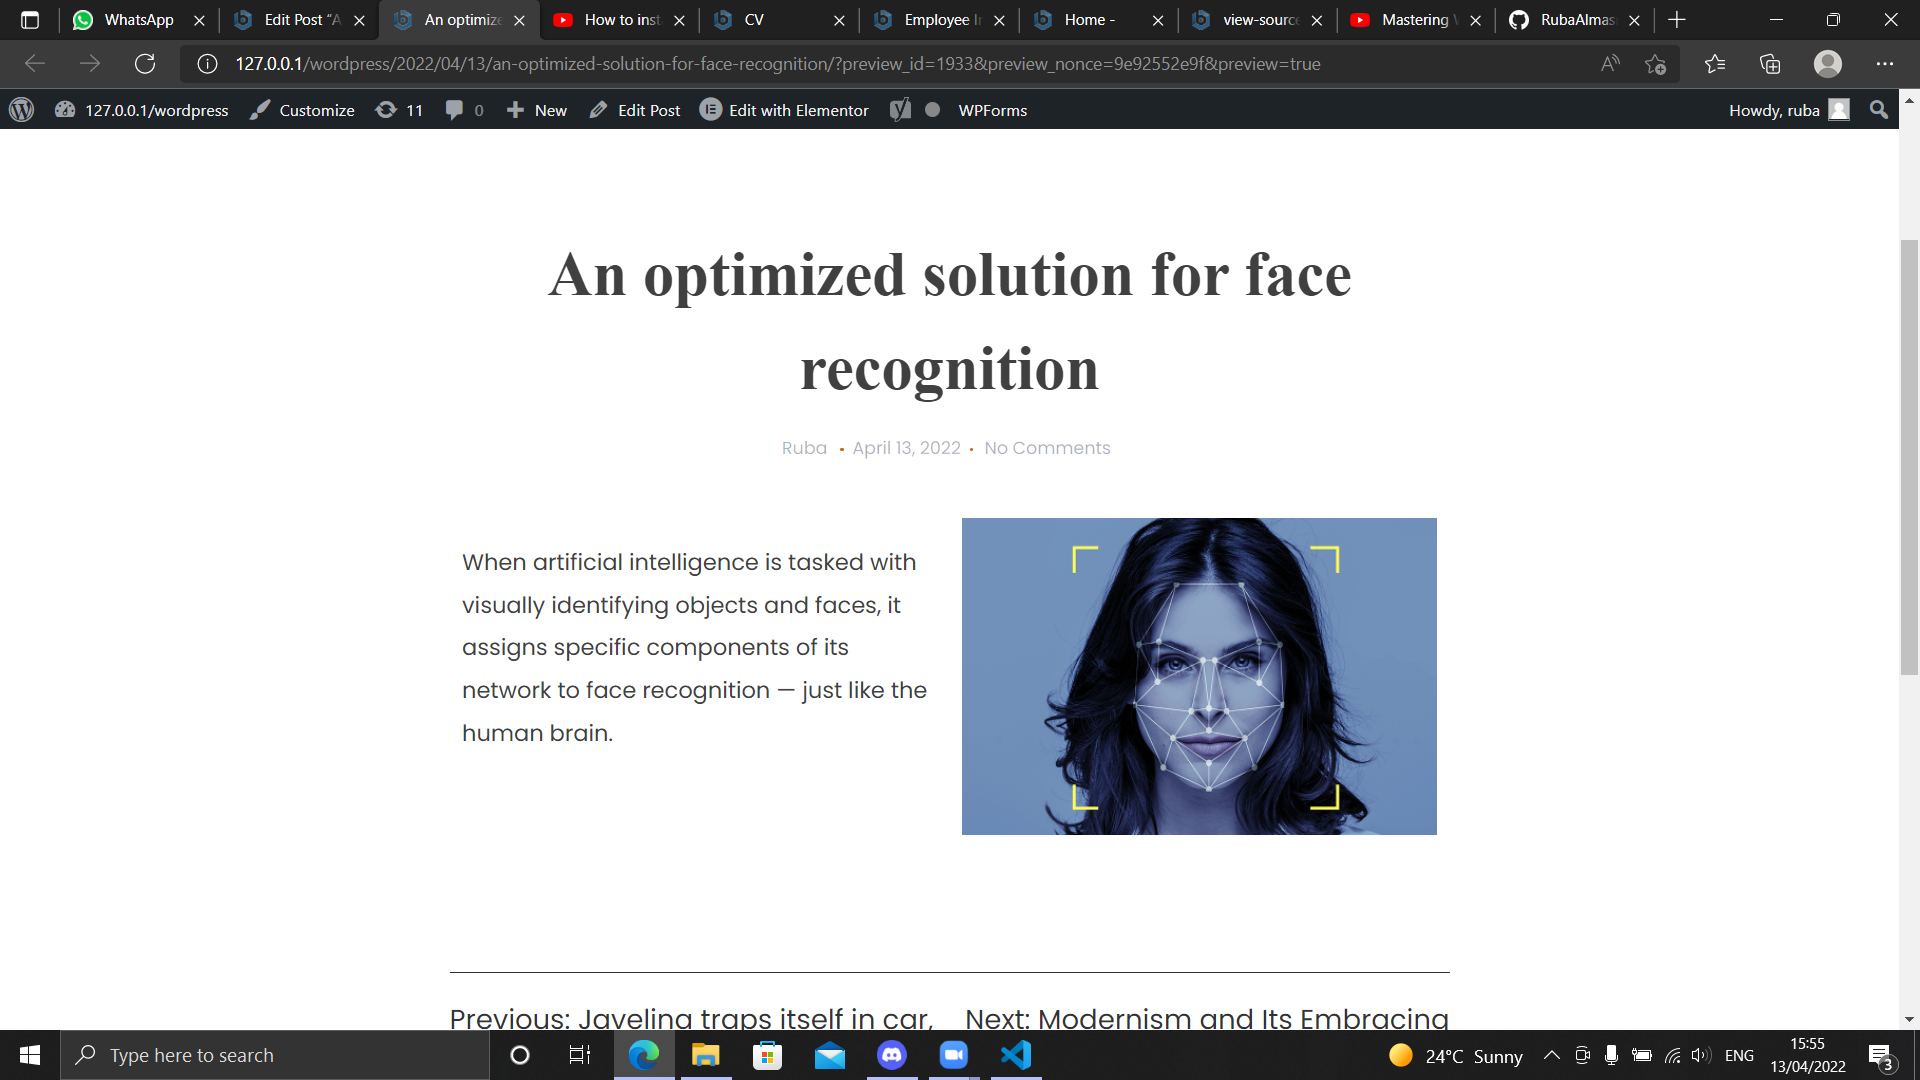 WhatsApp
Edit Post “A
An optimize
How to inst
CV
Employee In
Home -
view-source
Mastering
RubaAlmas
127.0.0.1/wordpress/2022/04/13/an-optimized-solution-for-face-recognition/?preview_id=1933&preview_nonce=9e92552e9f&preview=true
127.0.0.1/wordpress
Customize
11
0
New
Edit Post
Edit with Elementor
WPForms
Howdy, ruba
An optimized solution for face
recognition
Ruba
April 13, 2022
No Comments
When artificial intelligence is tasked with
visually identifying objects and faces, it
assigns specific components of its
network to face recognition — just like the
human brain.
Previous: Javelina traps itself in car,
Next: Modernism and Its Embracing
Type here to search
24°C Sunny
ENG
15:55
13/04/2022
3